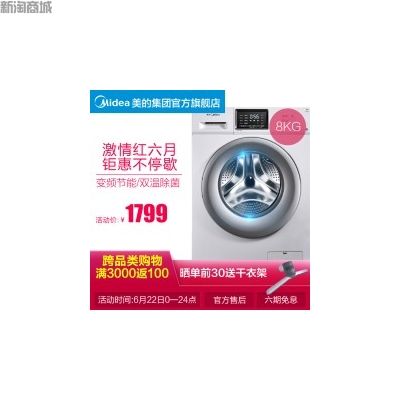 新淘商城
Midea 美的集团官方旗舰店
8KG
激情红六月
钜惠不停歇
变频节能/双温除菌
活动价:¥1799
跨品类购物
满3000返100
晒单前30送干衣架
活动时间:6月22日0—24点
官方售后
六期免息